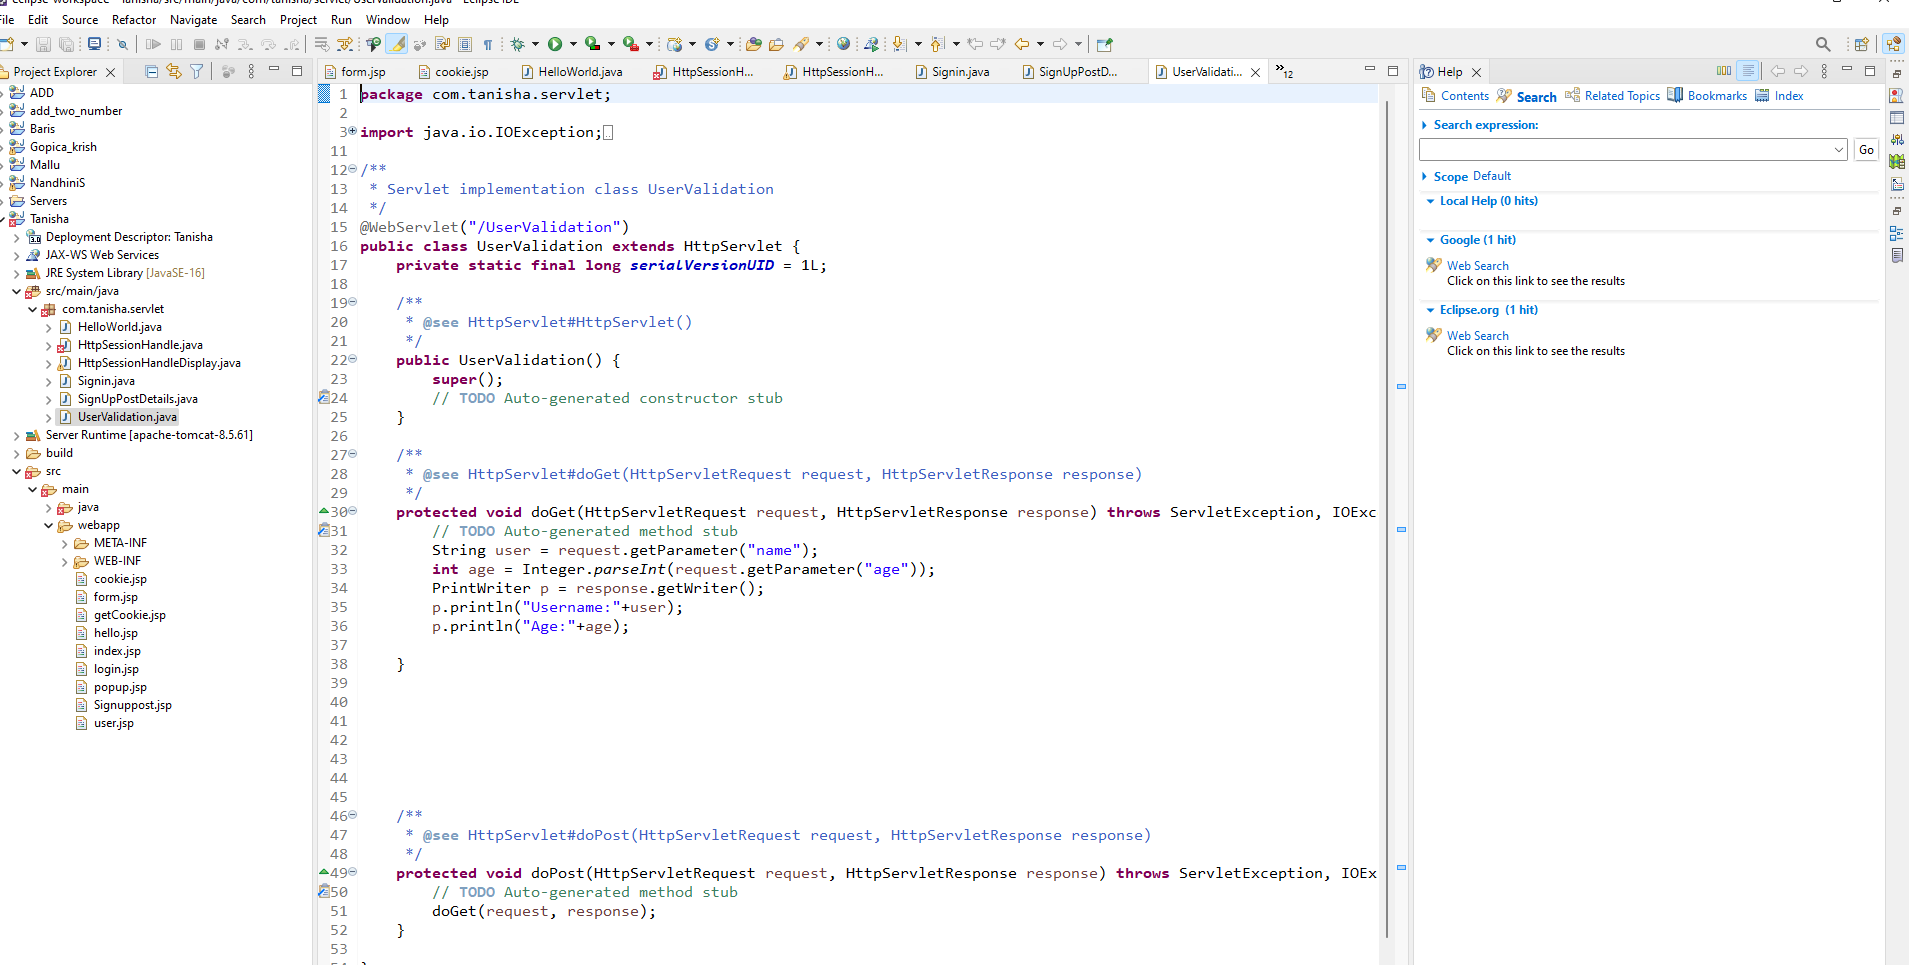 eclipse-workspace - Tanisha/src/main/java/com/tanisha/servlet/UserValidation.java - Eclipse IDE
File Edit Source Refactor Navigate Search Project Run Window Help
Project Explorer
ADD
add_two_number
Baris
Gopica_krish
Mallu
NandhiniS
Servers
Tanisha
Deployment Descriptor: Tanisha
JAX-WS Web Services
JRE System Library [JavaSE-16]
src/main/java
com.tanisha.servlet
HelloWorld.java
HttpSessionHandle.java
HttpSessionHandleDisplay.java
Signin.java
SignUpPostDetails.java
UserValidation.java
Server Runtime [apache-tomcat-8.5.61]
build
src
main
java
webapp
META-INF
WEB-INF
cookie.jsp
form.jsp
getCookie.jsp
hello.jsp
index.jsp
login.jsp
popup.jsp
Signuppost.jsp
user.jsp
form.jsp cookie.jsp HelloWorld.java HttpSessionH... HttpSessionH... Signin.java SignUpPostD... UserValidati... »12
1 package com.tanisha.servlet;
2
3 import java.io.IOException;
11
12 /**
13 * Servlet implementation class UserValidation
14 */
15 @WebServlet("/UserValidation")
16 public class UserValidation extends HttpServlet {
17 private static final long serialVersionUID = 1L;
18
19 /**
20 * @see HttpServlet#HttpServlet()
21 */
22 public UserValidation() {
23 super();
24 // TODO Auto-generated constructor stub
25 }
26
27 /**
28 * @see HttpServlet#doGet(HttpServletRequest request, HttpServletResponse response)
29 */
30 protected void doGet(HttpServletRequest request, HttpServletResponse response) throws ServletException, IOExc
31 // TODO Auto-generated method stub
32 String user = request.getParameter("name");
33 int age = Integer.parseInt(request.getParameter("age"));
34 PrintWriter p = response.getWriter();
35 p.println("Username:"+user);
36 p.println("Age:"+age);
37
38 }
39
40
41
42
43
44
45
46 /**
47 * @see HttpServlet#doPost(HttpServletRequest request, HttpServletResponse response)
48 */
49 protected void doPost(HttpServletRequest request, HttpServletResponse response) throws ServletException, IOEx
50 // TODO Auto-generated method stub
51 doGet(request, response);
52 }
53
Help
Contents Search Related Topics Bookmarks Index
Search expression:
Go
Scope Default
Local Help (0 hits)
Google (1 hit)
Web Search
Click on this link to see the results
Eclipse.org (1 hit)
Web Search
Click on this link to see the results